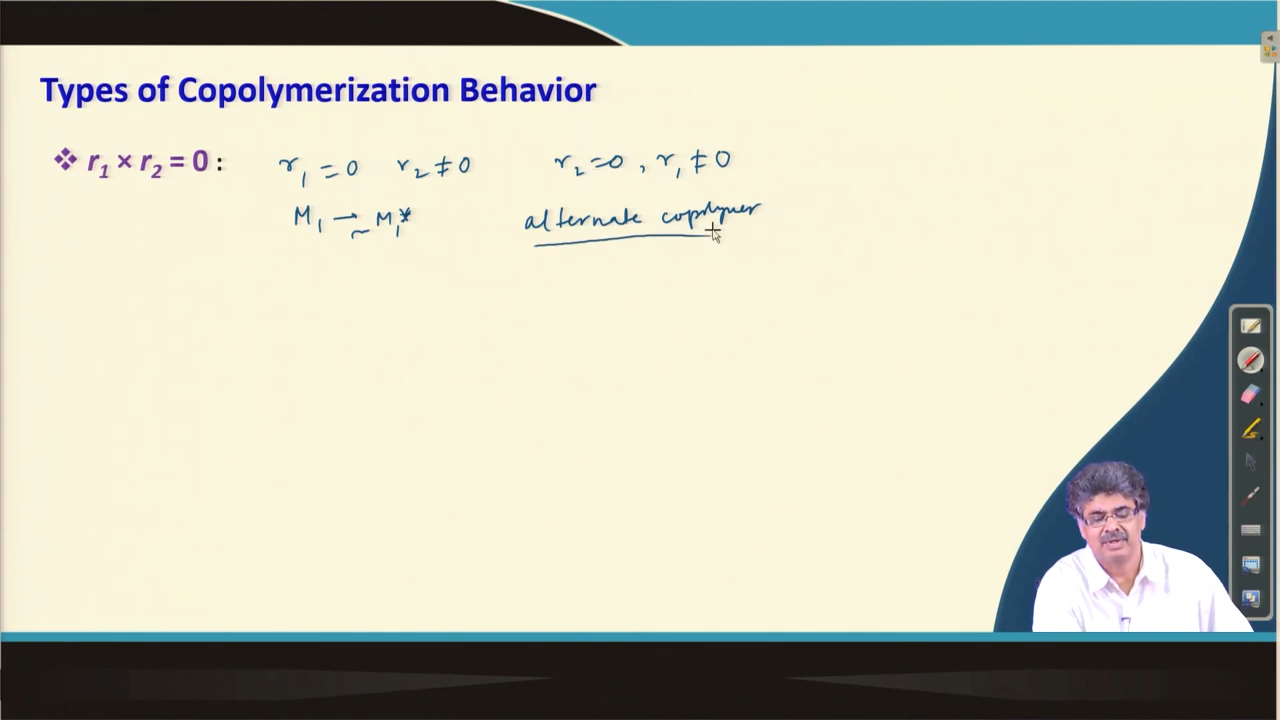 Types of Copolymerization Behavior
❖ r₁ × r₂ = 0 : r₁ = 0 r₂ ≠ 0 r₂ = 0 , r₁ ≠ 0
M₁ → ~M₁* alternate copolymer